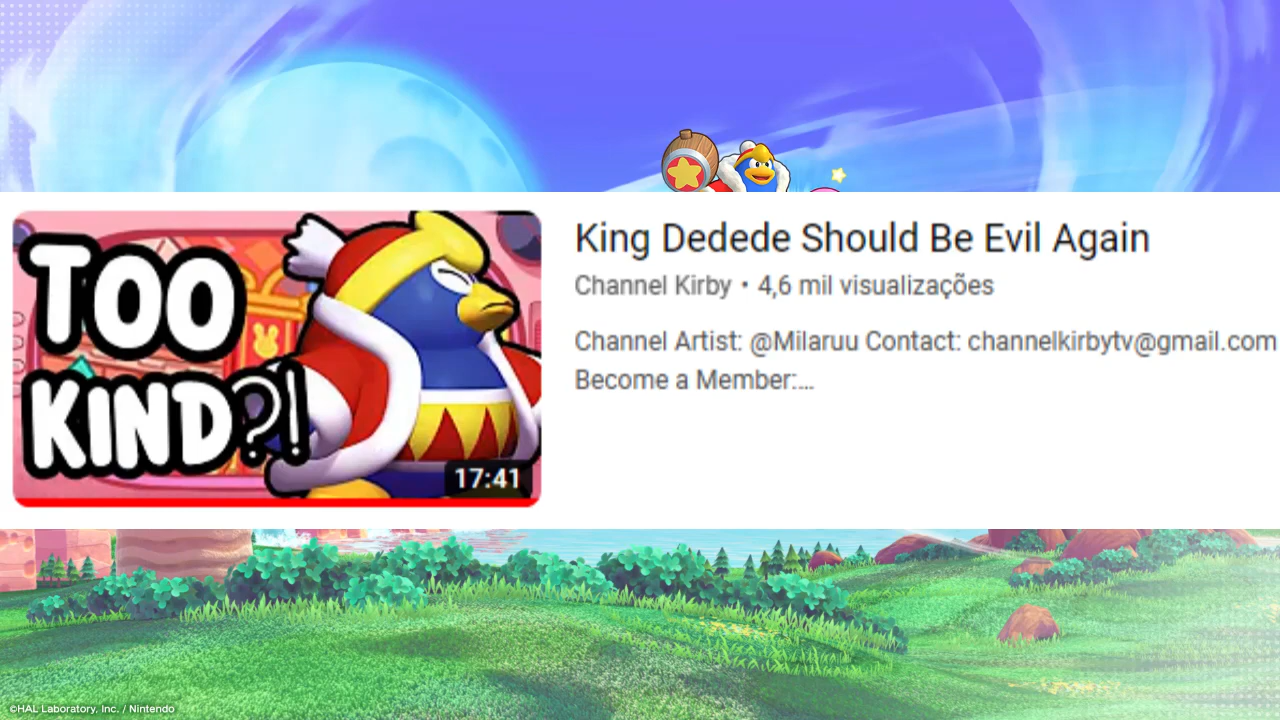 TOO
KIND?!
17:41
King Dedede Should Be Evil Again
Channel Kirby • 4,6 mil visualizações
Channel Artist: @Milaruu Contact: channelkirbytv@gmail.com
Become a Member:...
©HAL Laboratory, Inc. / Nintendo